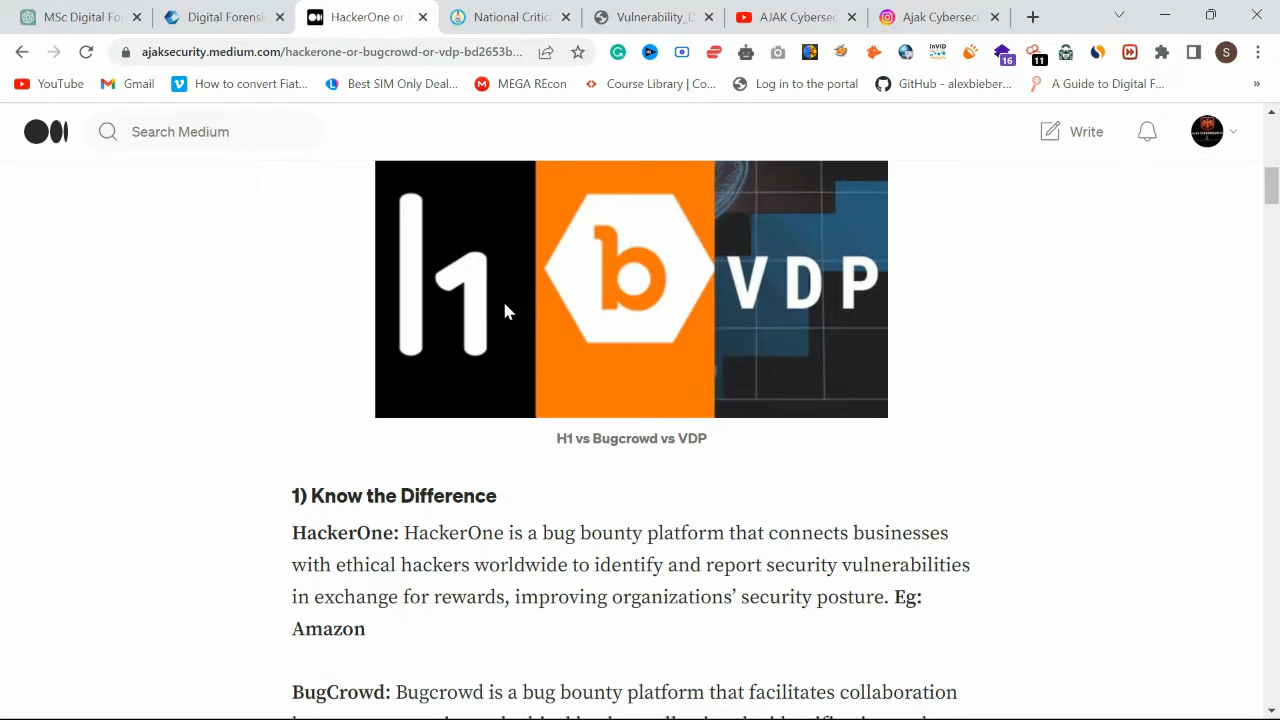 MSc Digital Fo
Digital Forensi
HackerOne or
National Critic
Vulnerability_D
AJAK Cybersec
Ajak Cybersec
ajaksecurity.medium.com/hackerone-or-bugcrowd-or-vdp-bd2653b...
16
11
S
YouTube
Gmail
How to convert Fiat...
Best SIM Only Deal...
MEGA REcon
Course Library | Co...
Log in to the portal
GitHub - alexbieber...
A Guide to Digital F...
»
Search Medium
Write
h1
b
VDP
H1 vs Bugcrowd vs VDP
1) Know the Difference
HackerOne: HackerOne is a bug bounty platform that connects businesses
with ethical hackers worldwide to identify and report security vulnerabilities
in exchange for rewards, improving organizations’ security posture. Eg:
Amazon
BugCrowd: Bugcrowd is a bug bounty platform that facilitates collaboration